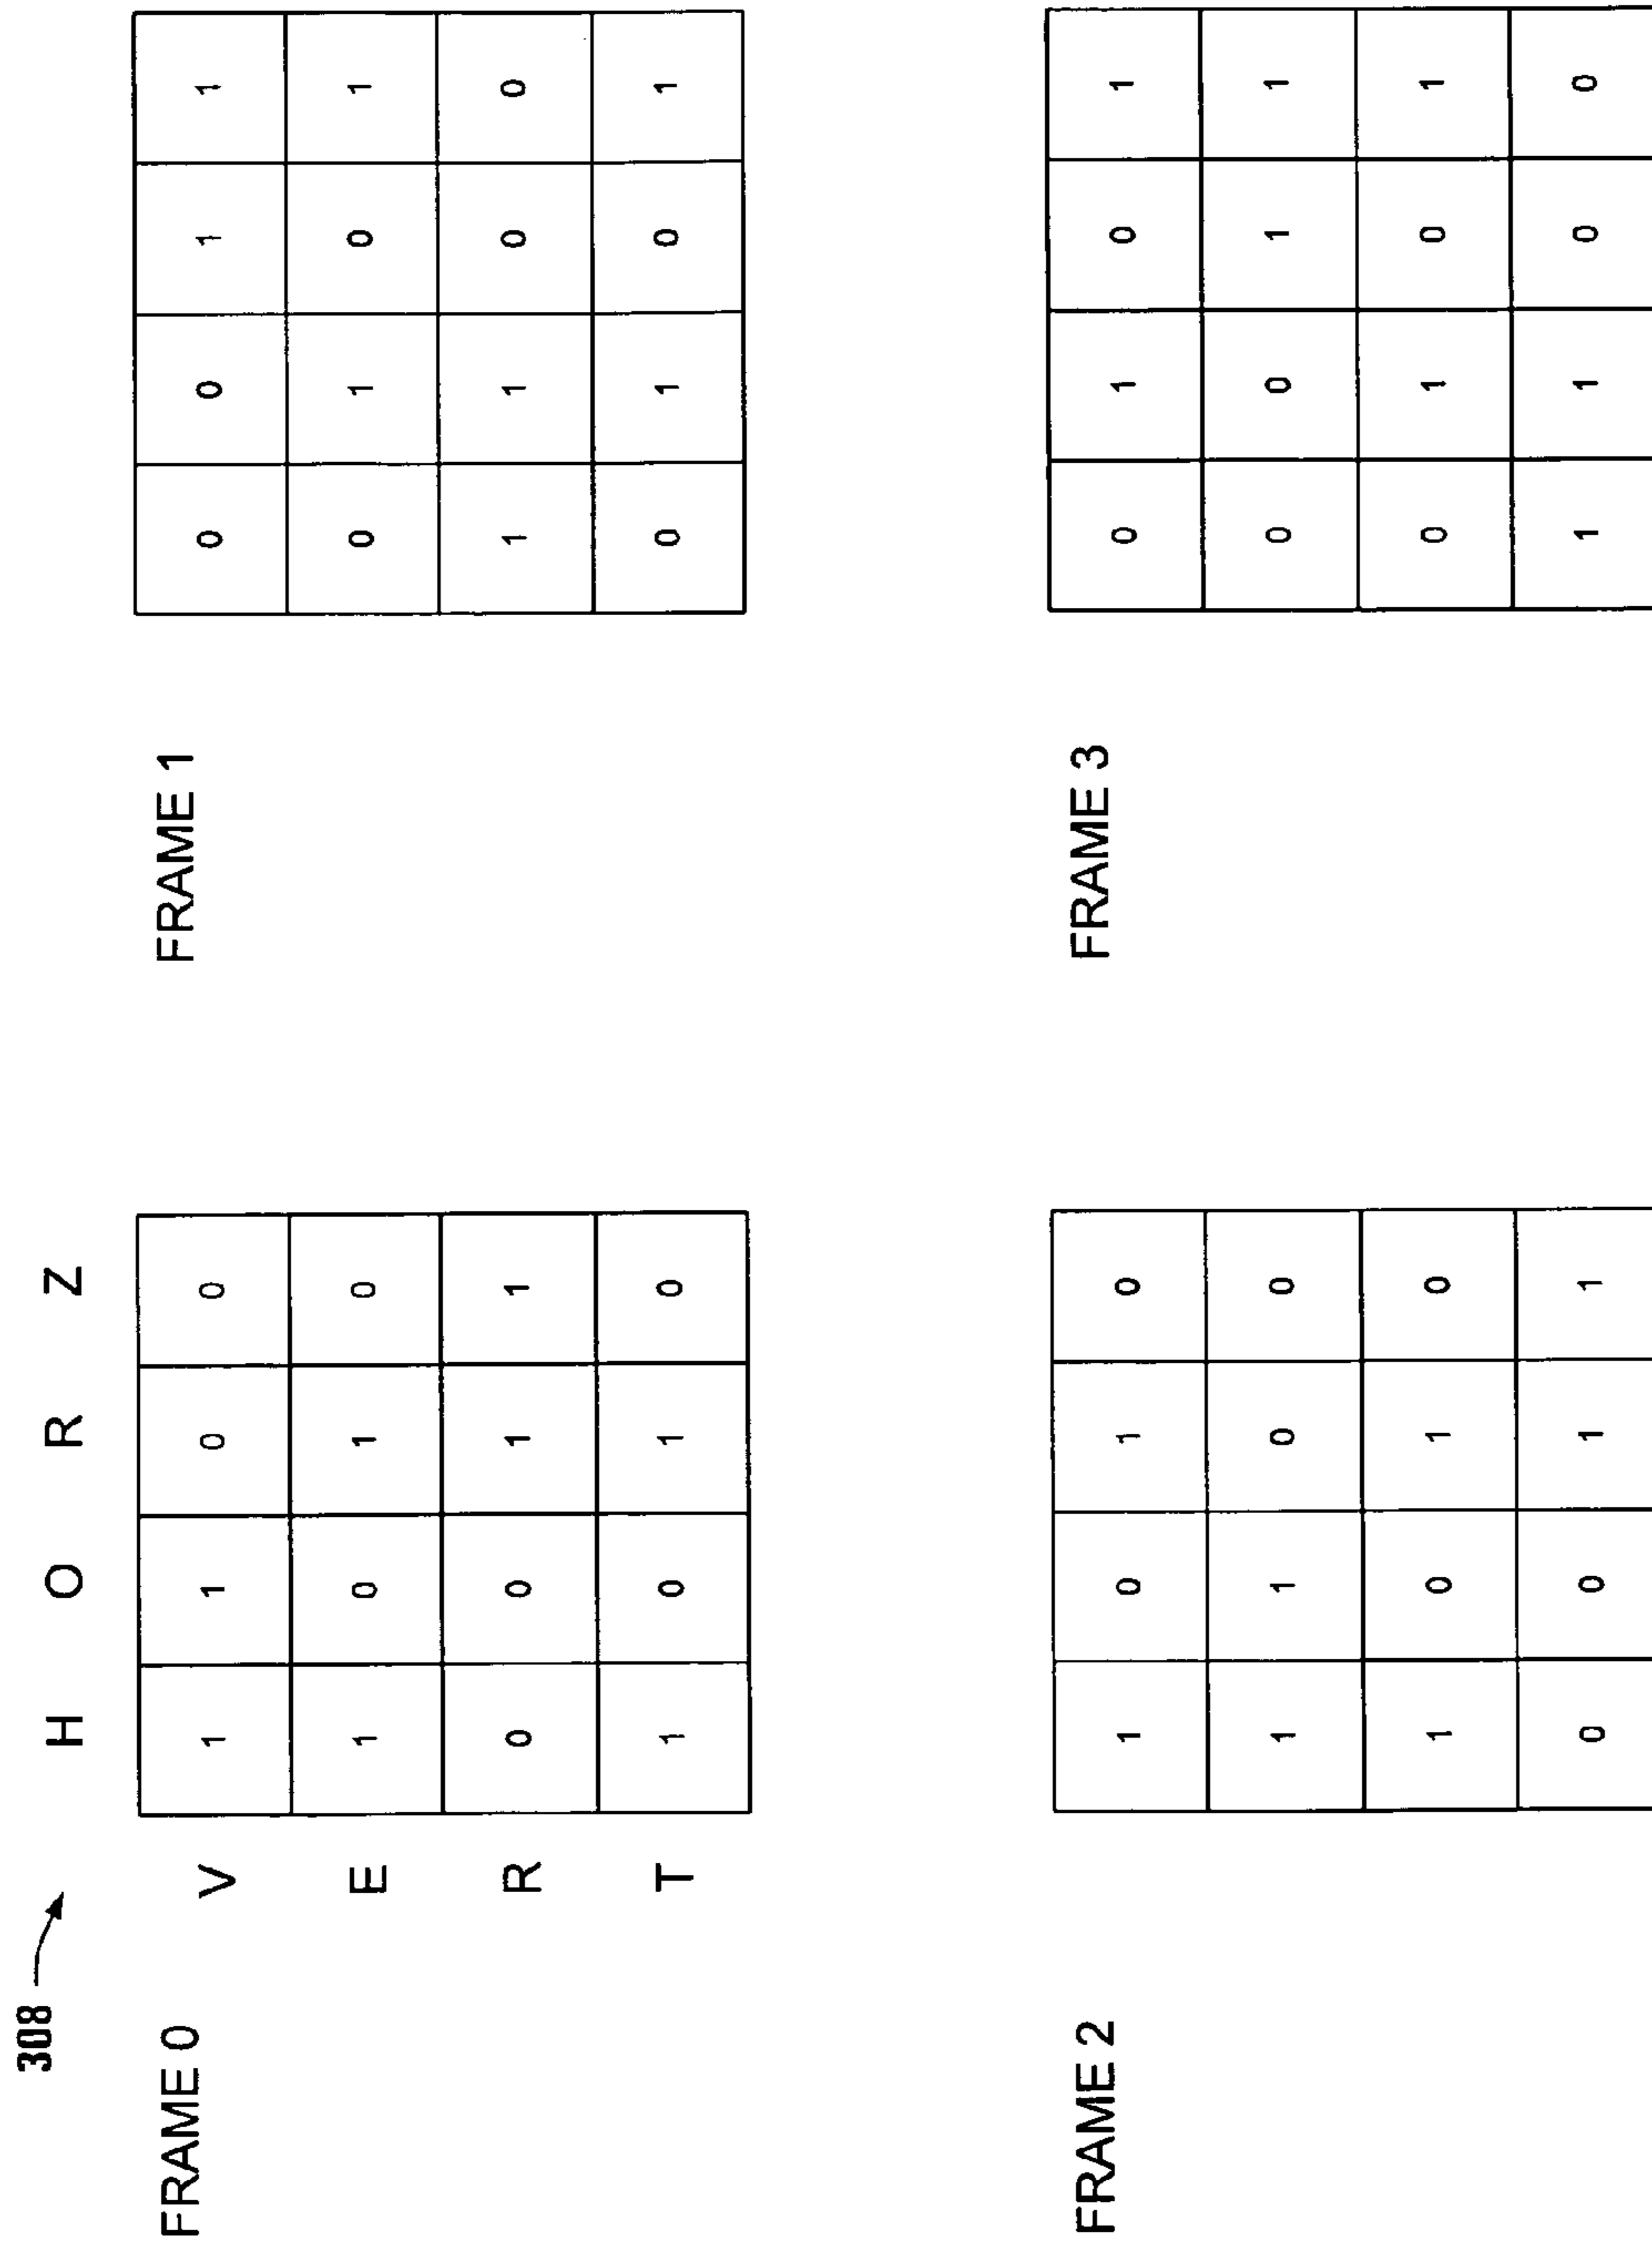 308
H O R Z
FRAME 0
V 1 1 0 0
E 1 0 1 0
R 0 0 1 1
T 1 0 1 0
FRAME 1
0 0 1 1
0 1 0 1
1 1 0 0
0 1 0 1
FRAME 2
1 0 1 0
1 1 0 0
1 0 1 0
0 0 1 1
FRAME 3
0 1 0 1
0 0 1 1
0 1 0 1
1 1 0 0